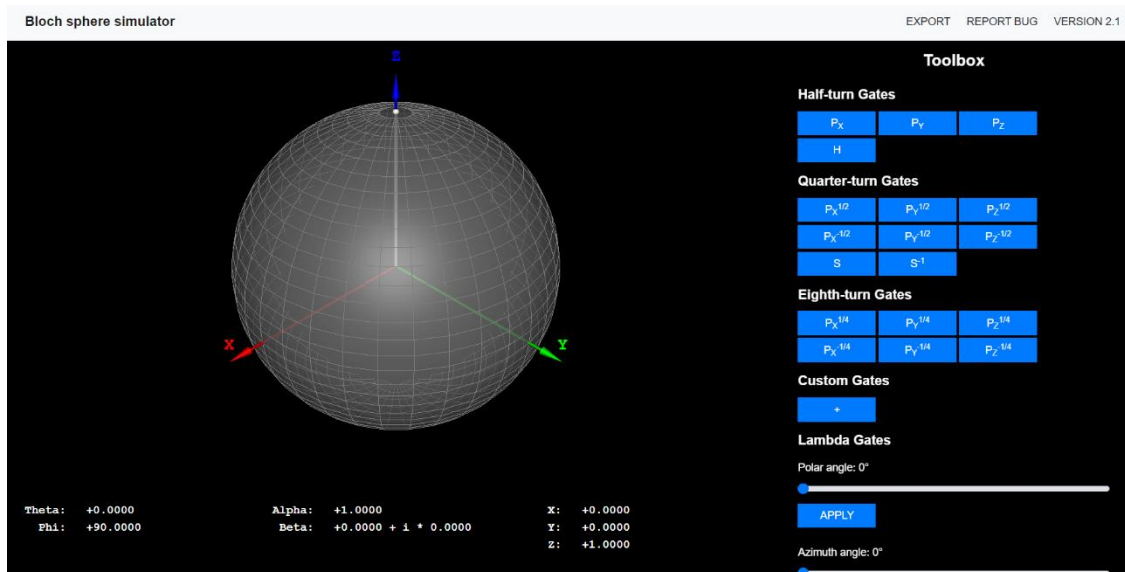 Bloch sphere simulator
EXPORT REPORT BUG VERSION 2.1
Z
X
Y
Theta: +0.0000
Phi: +90.0000
Alpha: +1.0000
Beta: +0.0000 + i * 0.0000
X: +0.0000
Y: +0.0000
Z: +1.0000
Toolbox
Half-turn Gates
PX PY PZ
H
Quarter-turn Gates
PX1/2 PY1/2 PZ1/2
PX-1/2 PY-1/2 PZ-1/2
S S-1
Eighth-turn Gates
PX1/4 PY1/4 PZ1/4
PX-1/4 PY-1/4 PZ-1/4
Custom Gates
+
Lambda Gates
Polar angle: 0°
APPLY
Azimuth angle: 0°